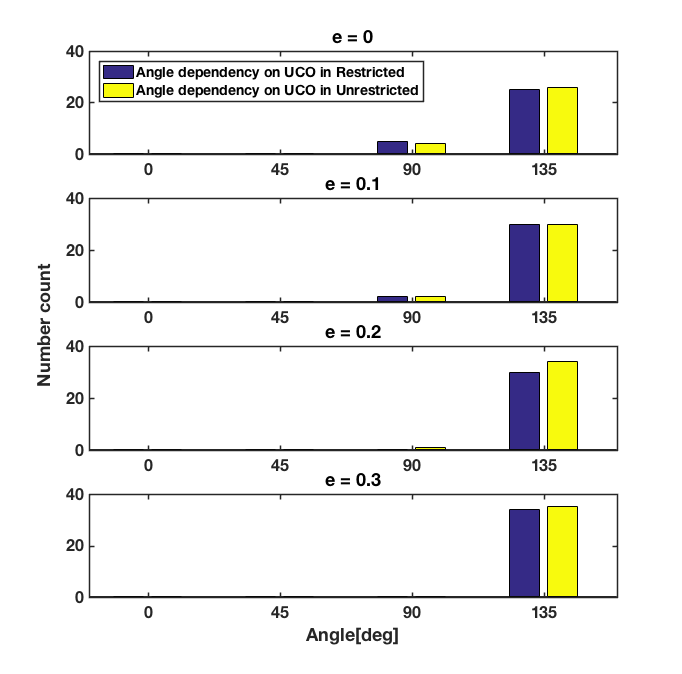 e = 0
40
20
0
Angle dependency on UCO in Restricted
Angle dependency on UCO in Unrestricted
0 45 90 135
e = 0.1
40
20
0
0 45 90 135
Number count
e = 0.2
40
20
0
0 45 90 135
e = 0.3
40
20
0
0 45 90 135
Angle[deg]